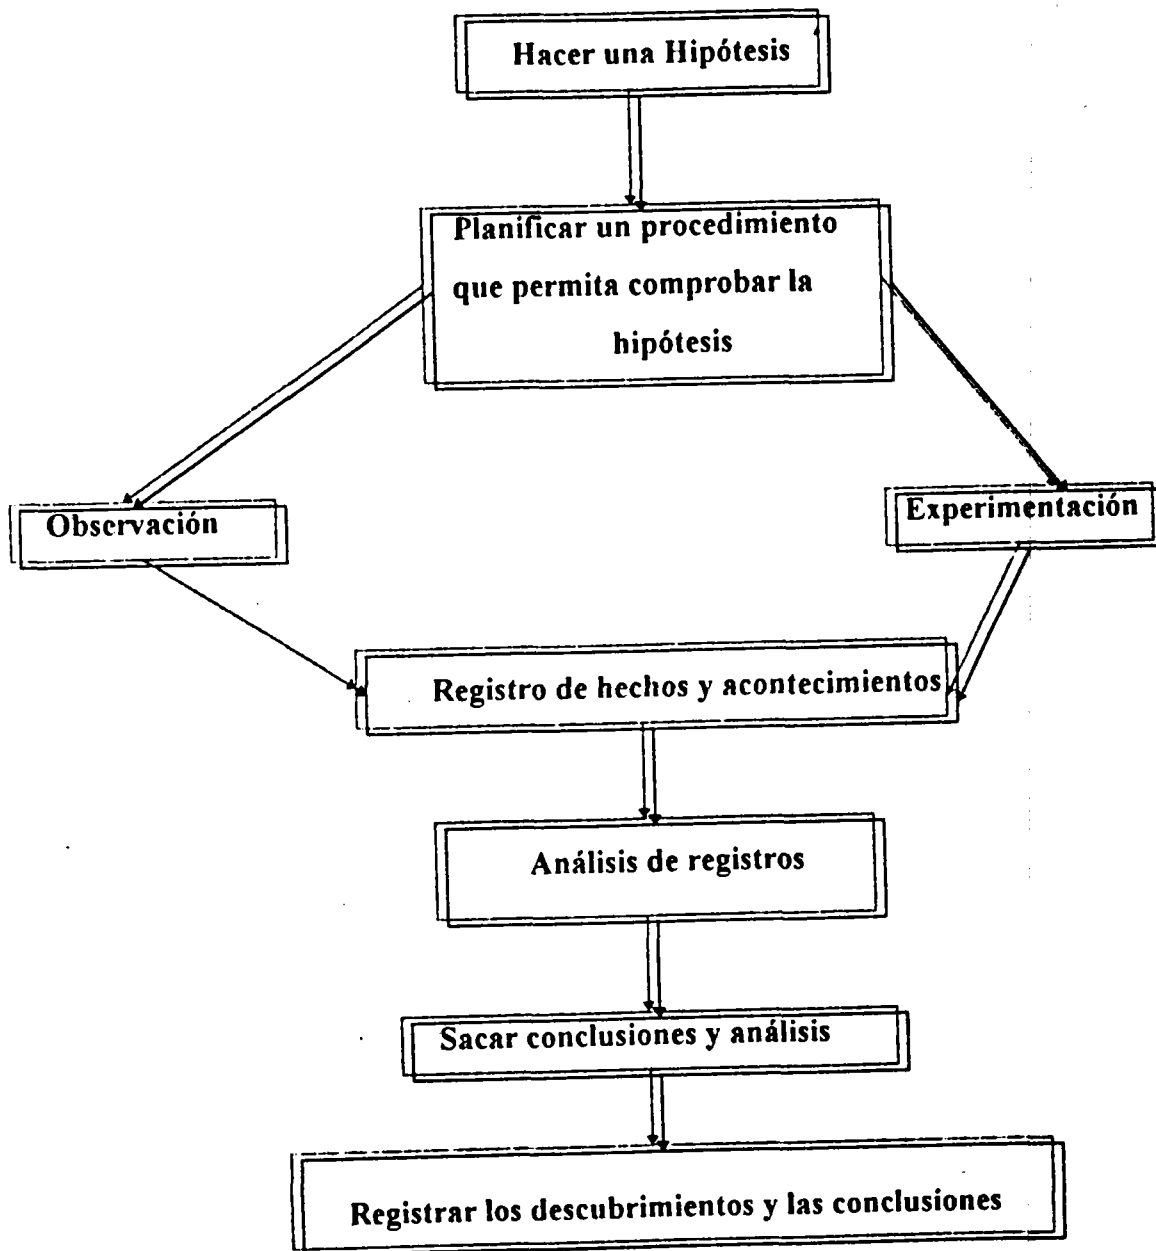 Hacer una Hipótesis
Planificar un procedimiento
que permita comprobar la
hipótesis
Observación
Experimentación
Registro de hechos y acontecimientos
Análisis de registros
Sacar conclusiones y análisis
Registrar los descubrimientos y las conclusiones